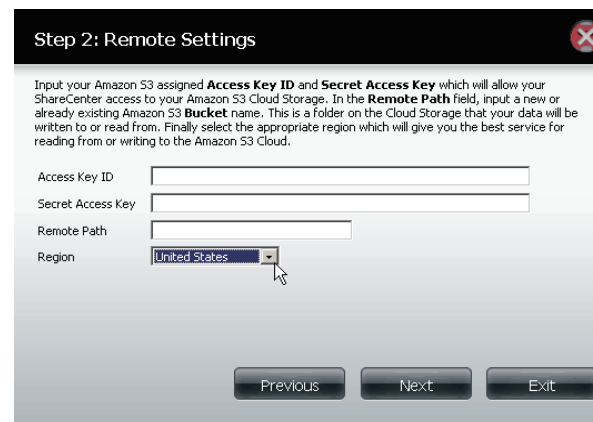 Step 2: Remote Settings
Input your Amazon S3 assigned Access Key ID and Secret Access Key which will allow your
ShareCenter access to your Amazon S3 Cloud Storage. In the Remote Path field, input a new or
already existing Amazon S3 Bucket name. This is a folder on the Cloud Storage that your data will be
written to or read from. Finally select the appropriate region which will give you the best service for
reading from or writing to the Amazon S3 Cloud.
Access Key ID
Secret Access Key
Remote Path
Region United States
Previous Next Exit